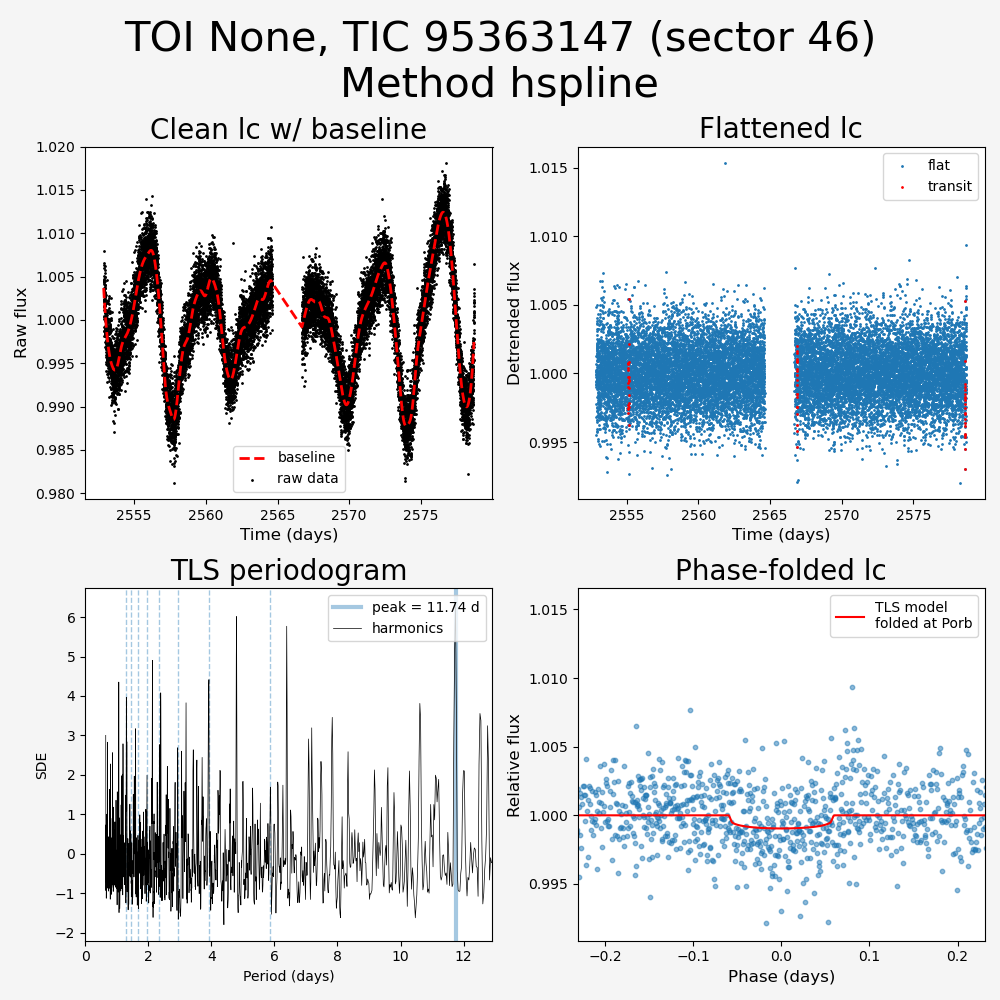 TOI None, TIC 95363147 (sector 46)
Method hspline
Clean lc w/ baseline
Raw flux
1.020
1.015
1.010
1.005
1.000
0.995
0.990
0.985
0.980
baseline
raw data
2555 2560 2565 2570 2575
Time (days)
Flattened lc
Detrended flux
1.015
1.010
1.005
1.000
0.995
flat
transit
2555 2560 2565 2570 2575
Time (days)
TLS periodogram
SDE
6
5
4
3
2
1
0
−1
−2
peak = 11.74 d
harmonics
0 2 4 6 8 10 12
Period (days)
Phase-folded lc
Relative flux
1.015
1.010
1.005
1.000
0.995
TLS model
folded at Porb
−0.2 −0.1 0.0 0.1 0.2
Phase (days)